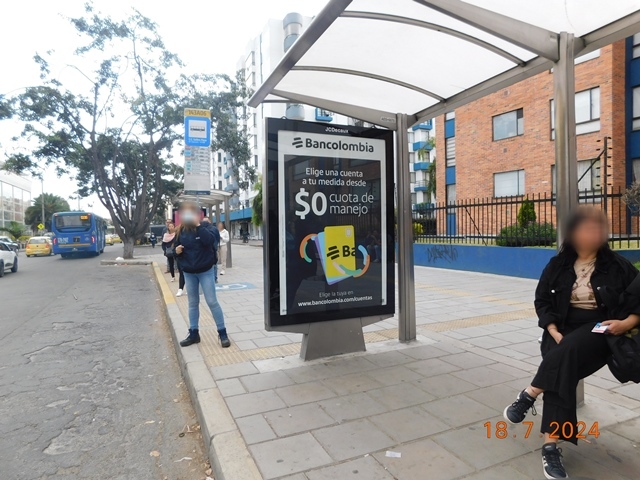 JCDecaux
Bancolombia
Elige una cuenta
a tu medida desde
$0 cuota de
manejo
Ba
Elige la tuya en
www.bancolombia.com/cuentas
18 7 2024